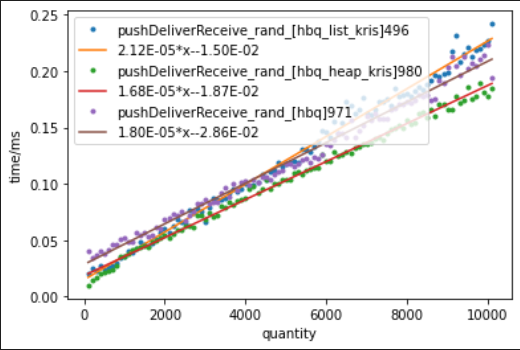 0.25
0.20
0.15
0.10
0.05
0.00
time/ms
pushDeliverReceive_rand_[hbq_list_kris]496
2.12E-05*x--1.50E-02
pushDeliverReceive_rand_[hbq_heap_kris]980
1.68E-05*x--1.87E-02
pushDeliverReceive_rand_[hbq]971
1.80E-05*x--2.86E-02
0 2000 4000 6000 8000 10000
quantity